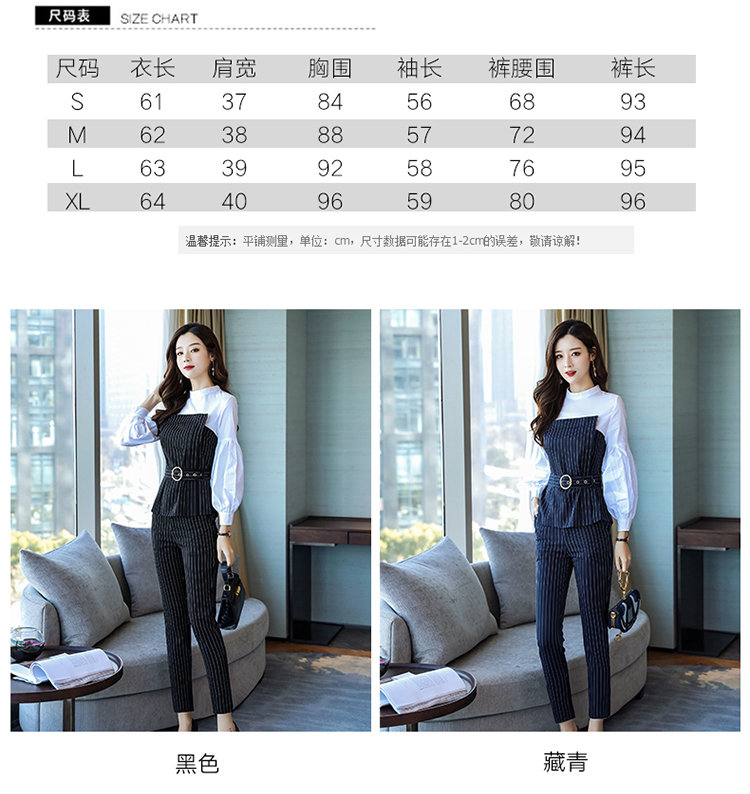 尺码表 SIZE CHART
尺码 衣长 肩宽 胸围 袖长 裤腰围 裤长
S 61 37 84 56 68 93
M 62 38 88 57 72 94
L 63 39 92 58 76 95
XL 64 40 96 59 80 96
温馨提示：平铺测量，单位：cm，尺寸数据可能存在1-2cm的误差，敬请谅解！
黑色 藏青